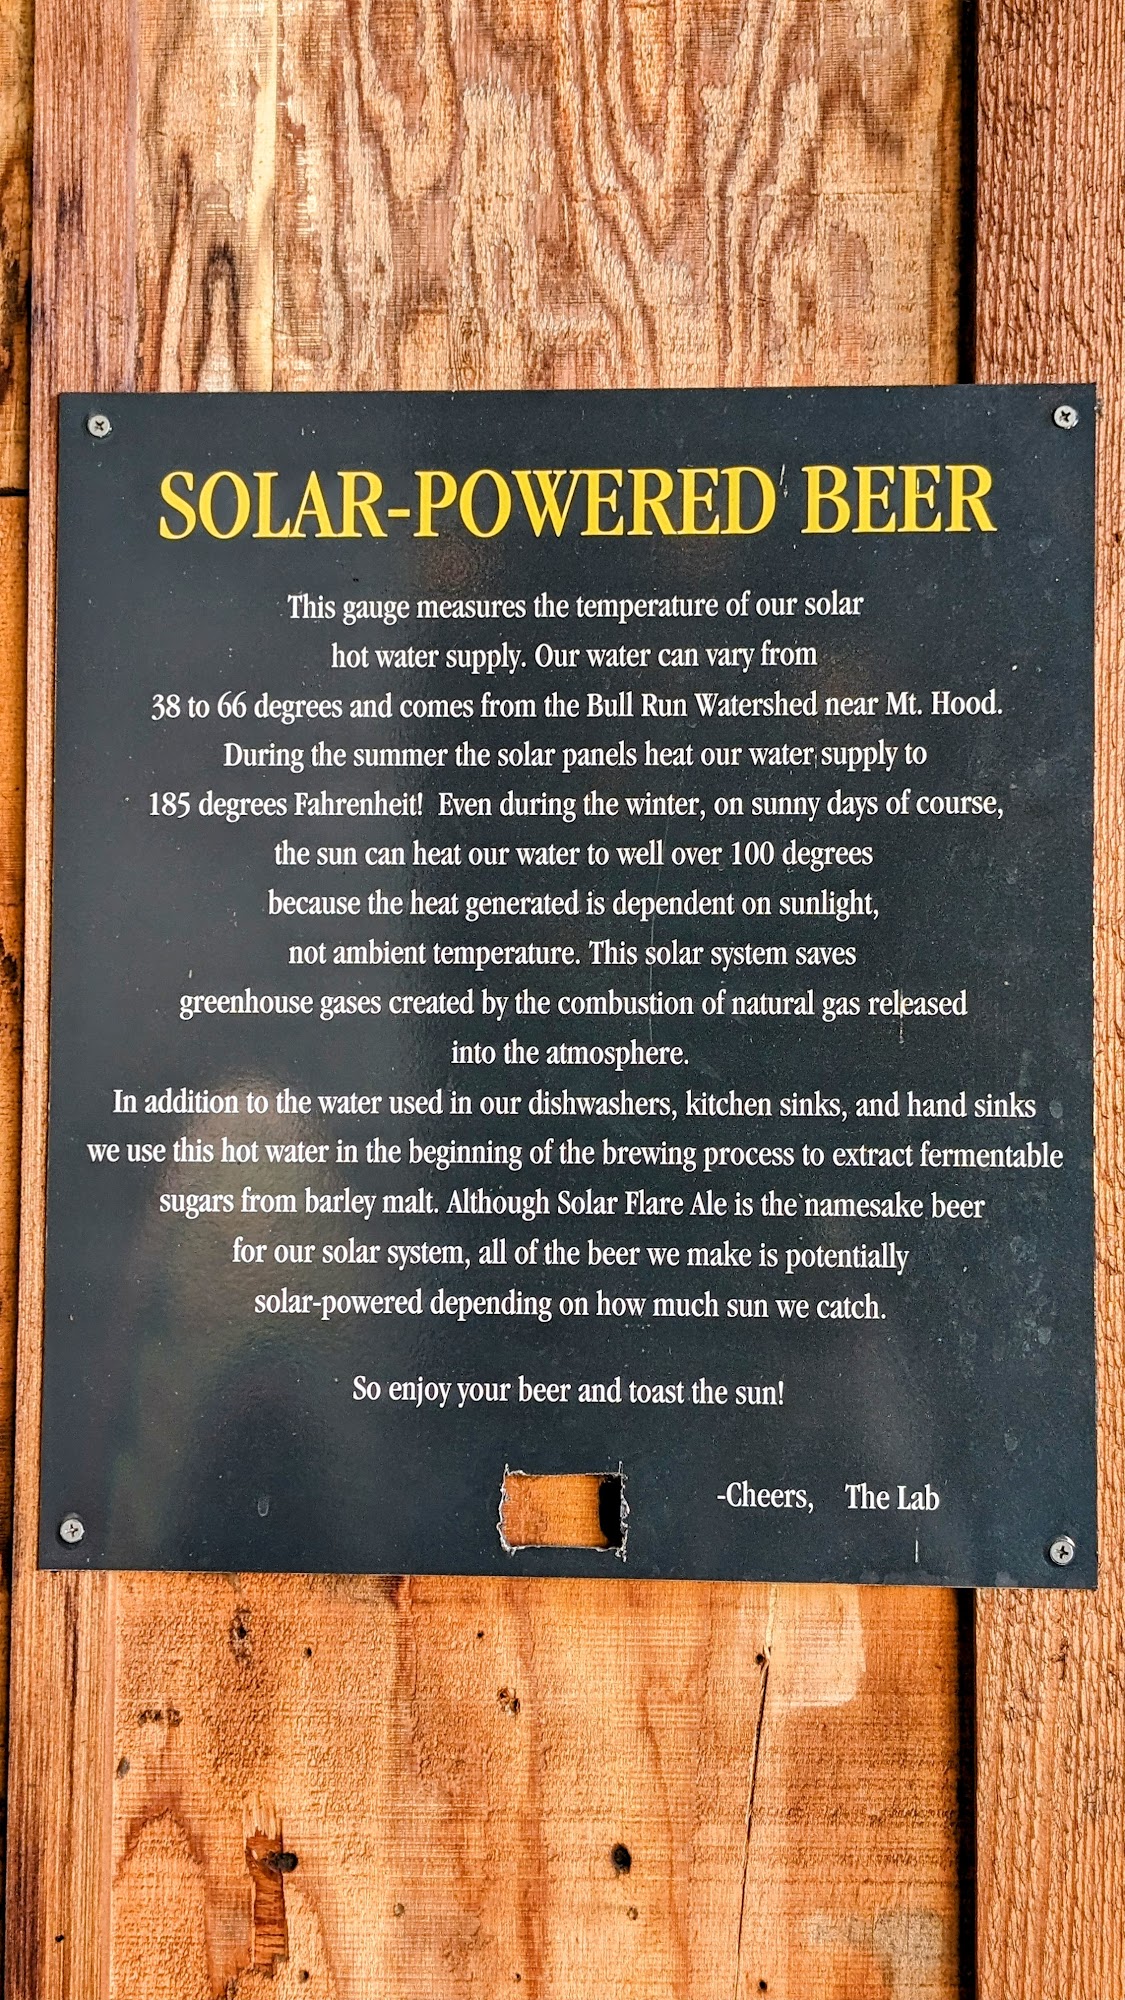 SOLAR-POWERED BEER
This gauge measures the temperature of our solar
hot water supply. Our water can vary from
38 to 66 degrees and comes from the Bull Run Watershed near Mt. Hood.
During the summer the solar panels heat our water supply to
185 degrees Fahrenheit! Even during the winter, on sunny days of course,
the sun can heat our water to well over 100 degrees
because the heat generated is dependent on sunlight,
not ambient temperature. This solar system saves
greenhouse gases created by the combustion of natural gas released
into the atmosphere.
In addition to the water used in our dishwashers, kitchen sinks, and hand sinks
we use this hot water in the beginning of the brewing process to extract fermentable
sugars from barley malt. Although Solar Flare Ale is the namesake beer
for our solar system, all of the beer we make is potentially
solar-powered depending on how much sun we catch.
So enjoy your beer and toast the sun!
-Cheers, The Lab